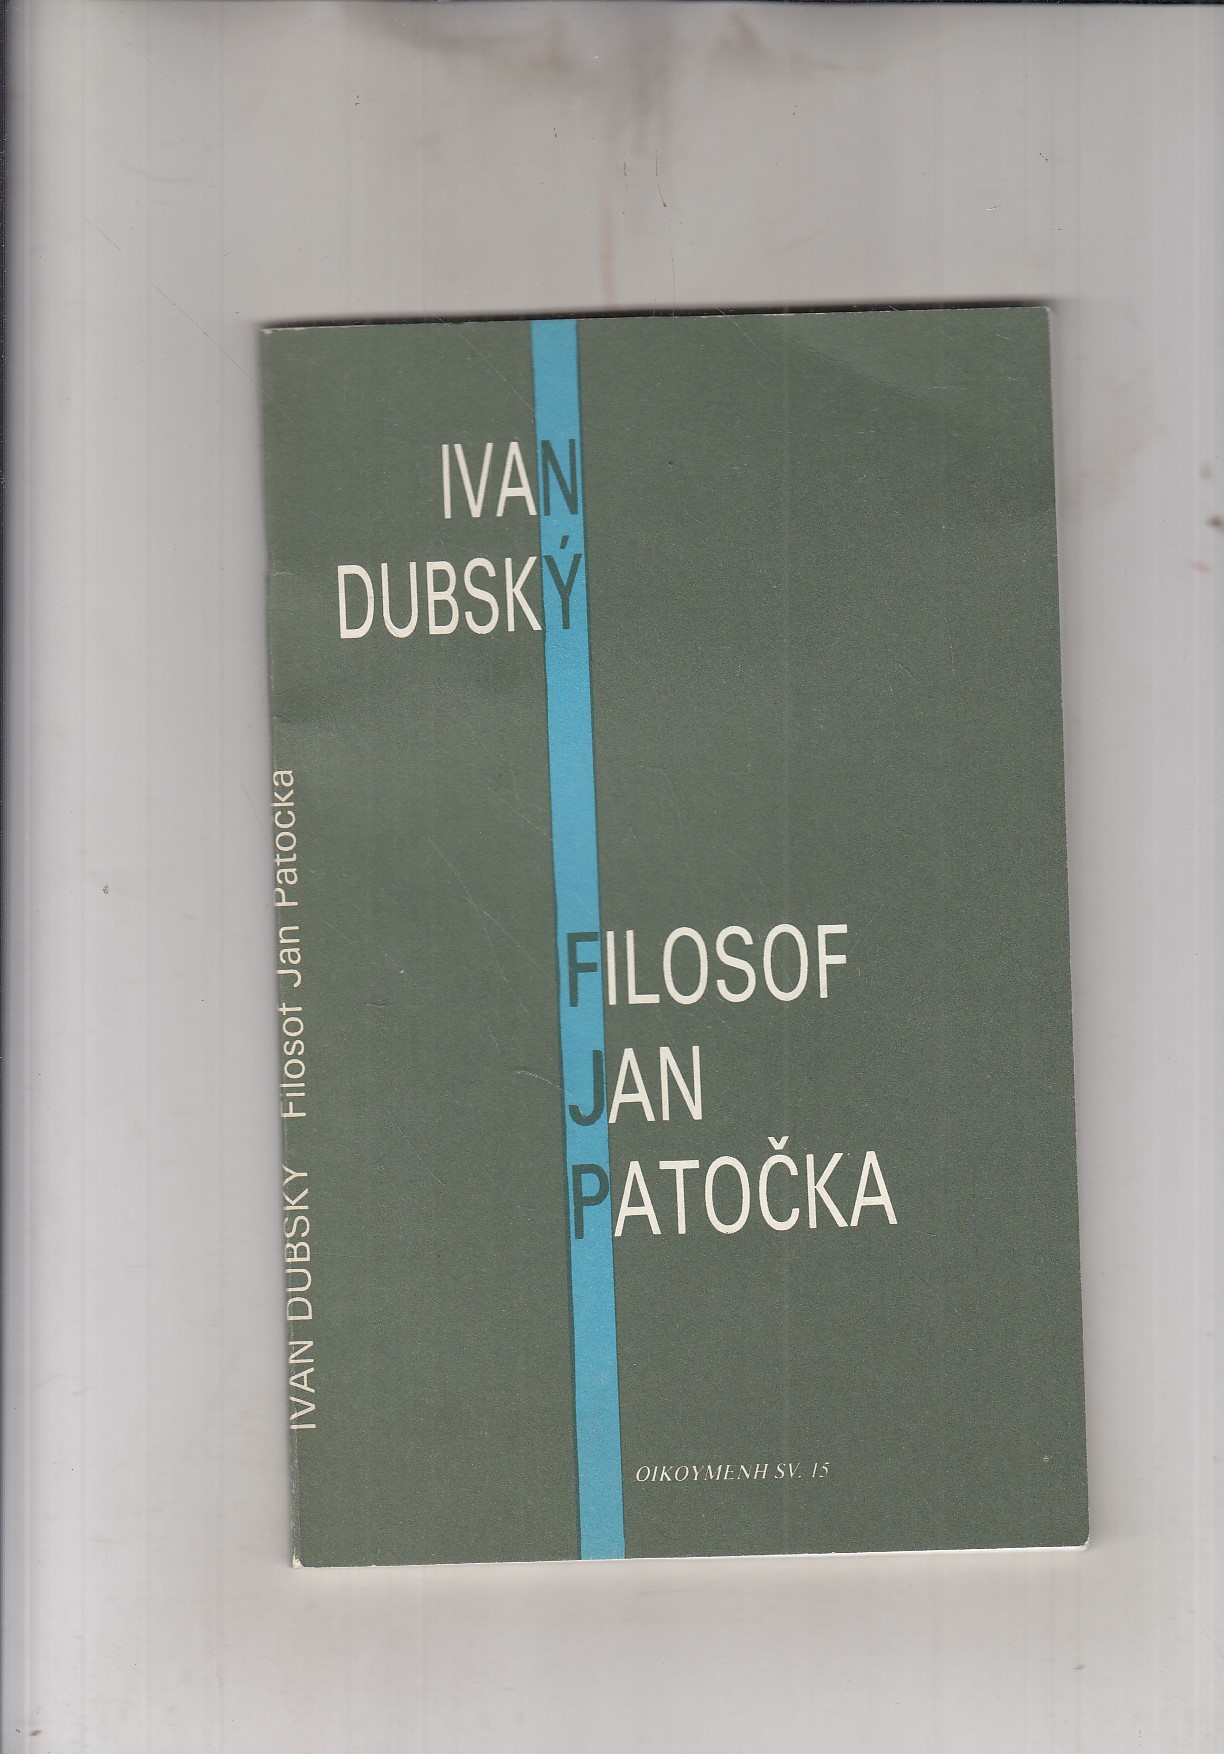 IVAN
DUBSKÝ
FILOSOF
JAN
PATOČKA
OIKOYMENH SV. 15
IVAN DUBSKY Filosof Jan Patocka